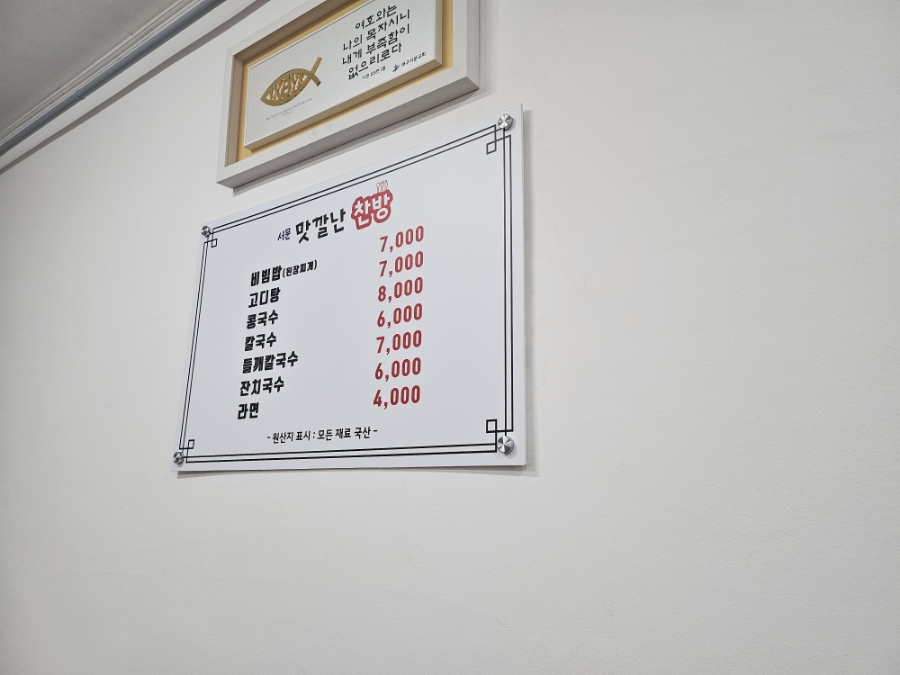 여호와는
나의 목자시니
내게 부족함이
없으리로다
서문 맛깔난 찬방
비빔밥(된장찌개) 7,000
고디탕 7,000
콩국수 8,000
칼국수 6,000
들깨칼국수 7,000
잔치국수 6,000
라면 4,000
- 원산지 표시 : 모든 재료 국산 -